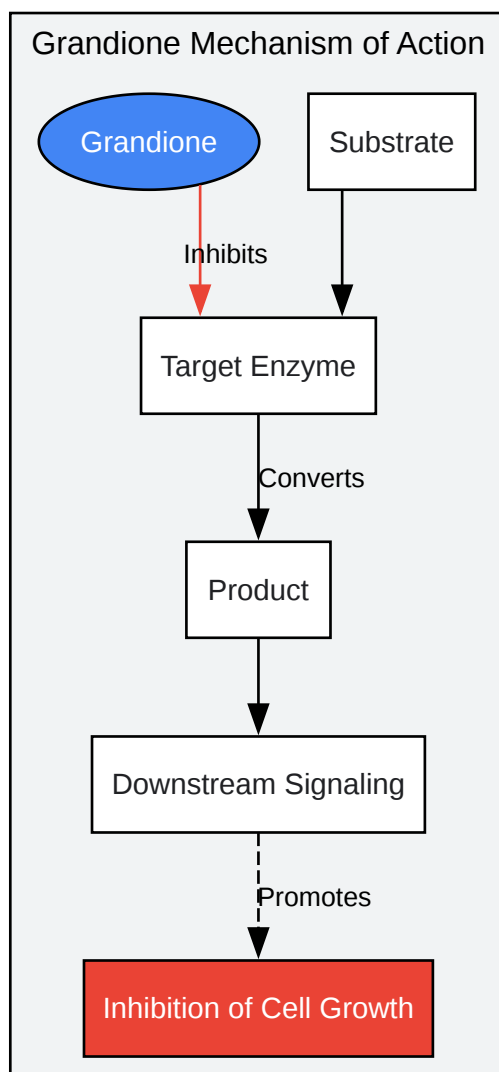 Grandione Mechanism of Action
Grandione
Substrate
Inhibits
Target Enzyme
Converts
Product
Downstream Signaling
Promotes
Inhibition of Cell Growth